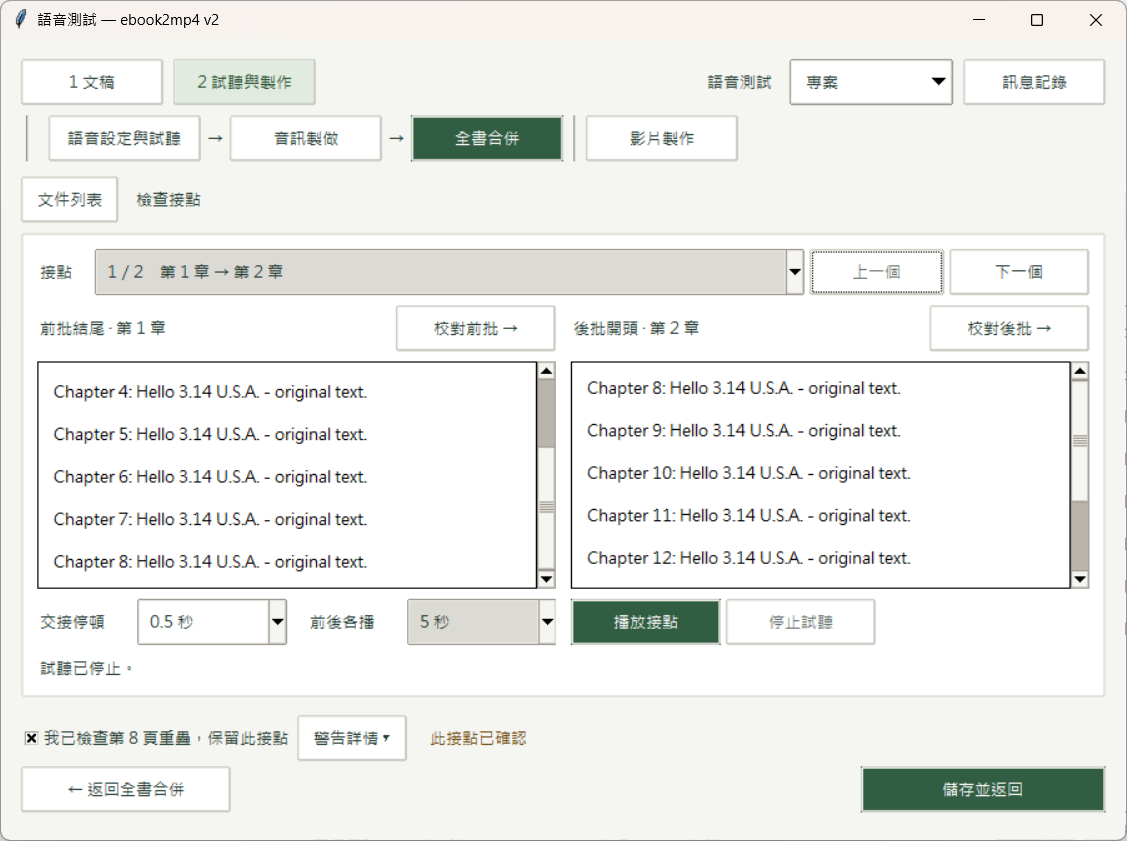 語音測試 — ebook2mp4 v2
1 文稿 2 試聽與製作 語音測試 專案 訊息記錄
語音設定與試聽 → 音訊製做 → 全書合併 影片製作
文件列表 檢查接點
接點 1 / 2 第 1 章 → 第 2 章 上一個 下一個
前批結尾 · 第 1 章 校對前批 → 後批開頭 · 第 2 章 校對後批 →
Chapter 4: Hello 3.14 U.S.A. - original text.
Chapter 5: Hello 3.14 U.S.A. - original text.
Chapter 6: Hello 3.14 U.S.A. - original text.
Chapter 7: Hello 3.14 U.S.A. - original text.
Chapter 8: Hello 3.14 U.S.A. - original text.
Chapter 8: Hello 3.14 U.S.A. - original text.
Chapter 9: Hello 3.14 U.S.A. - original text.
Chapter 10: Hello 3.14 U.S.A. - original text.
Chapter 11: Hello 3.14 U.S.A. - original text.
Chapter 12: Hello 3.14 U.S.A. - original text.
交接停頓 0.5 秒 前後各播 5 秒 播放接點 停止試聽
試聽已停止。
我已檢查第 8 頁重疊，保留此接點 警告詳情 ▾ 此接點已確認
← 返回全書合併 儲存並返回